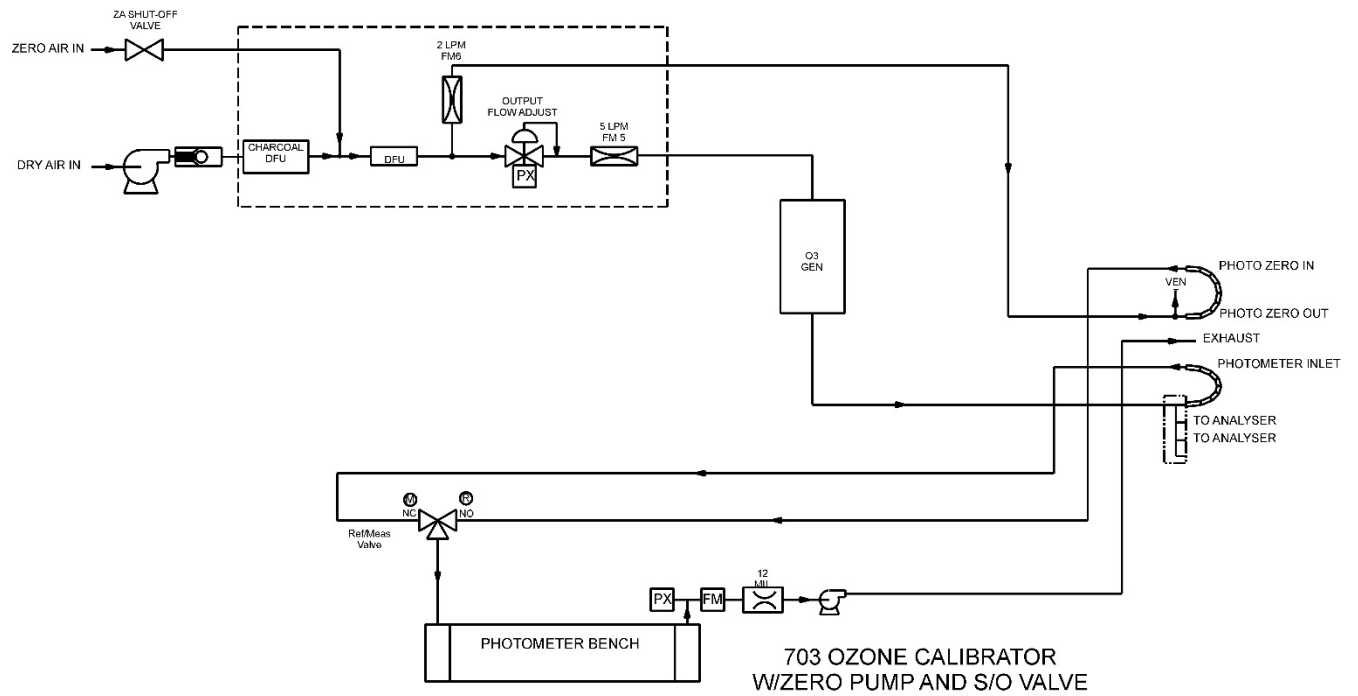 ZA SHUT-OFF
VALVE
ZERO AIR IN
2 LPM
FM6
OUTPUT
FLOW ADJUST
5 LPM
FM 5
DRY AIR IN
CHARCOAL
DFU
DFU
PX
O3
GEN
PHOTO ZERO IN
VEN
PHOTO ZERO OUT
EXHAUST
PHOTOMETER INLET
TO ANALYSER
TO ANALYSER
M
R
NC
NO
Ref/Meas
Valve
12
MIL
PX
FM
PHOTOMETER BENCH
703 OZONE CALIBRATOR
W/ZERO PUMP AND S/O VALVE